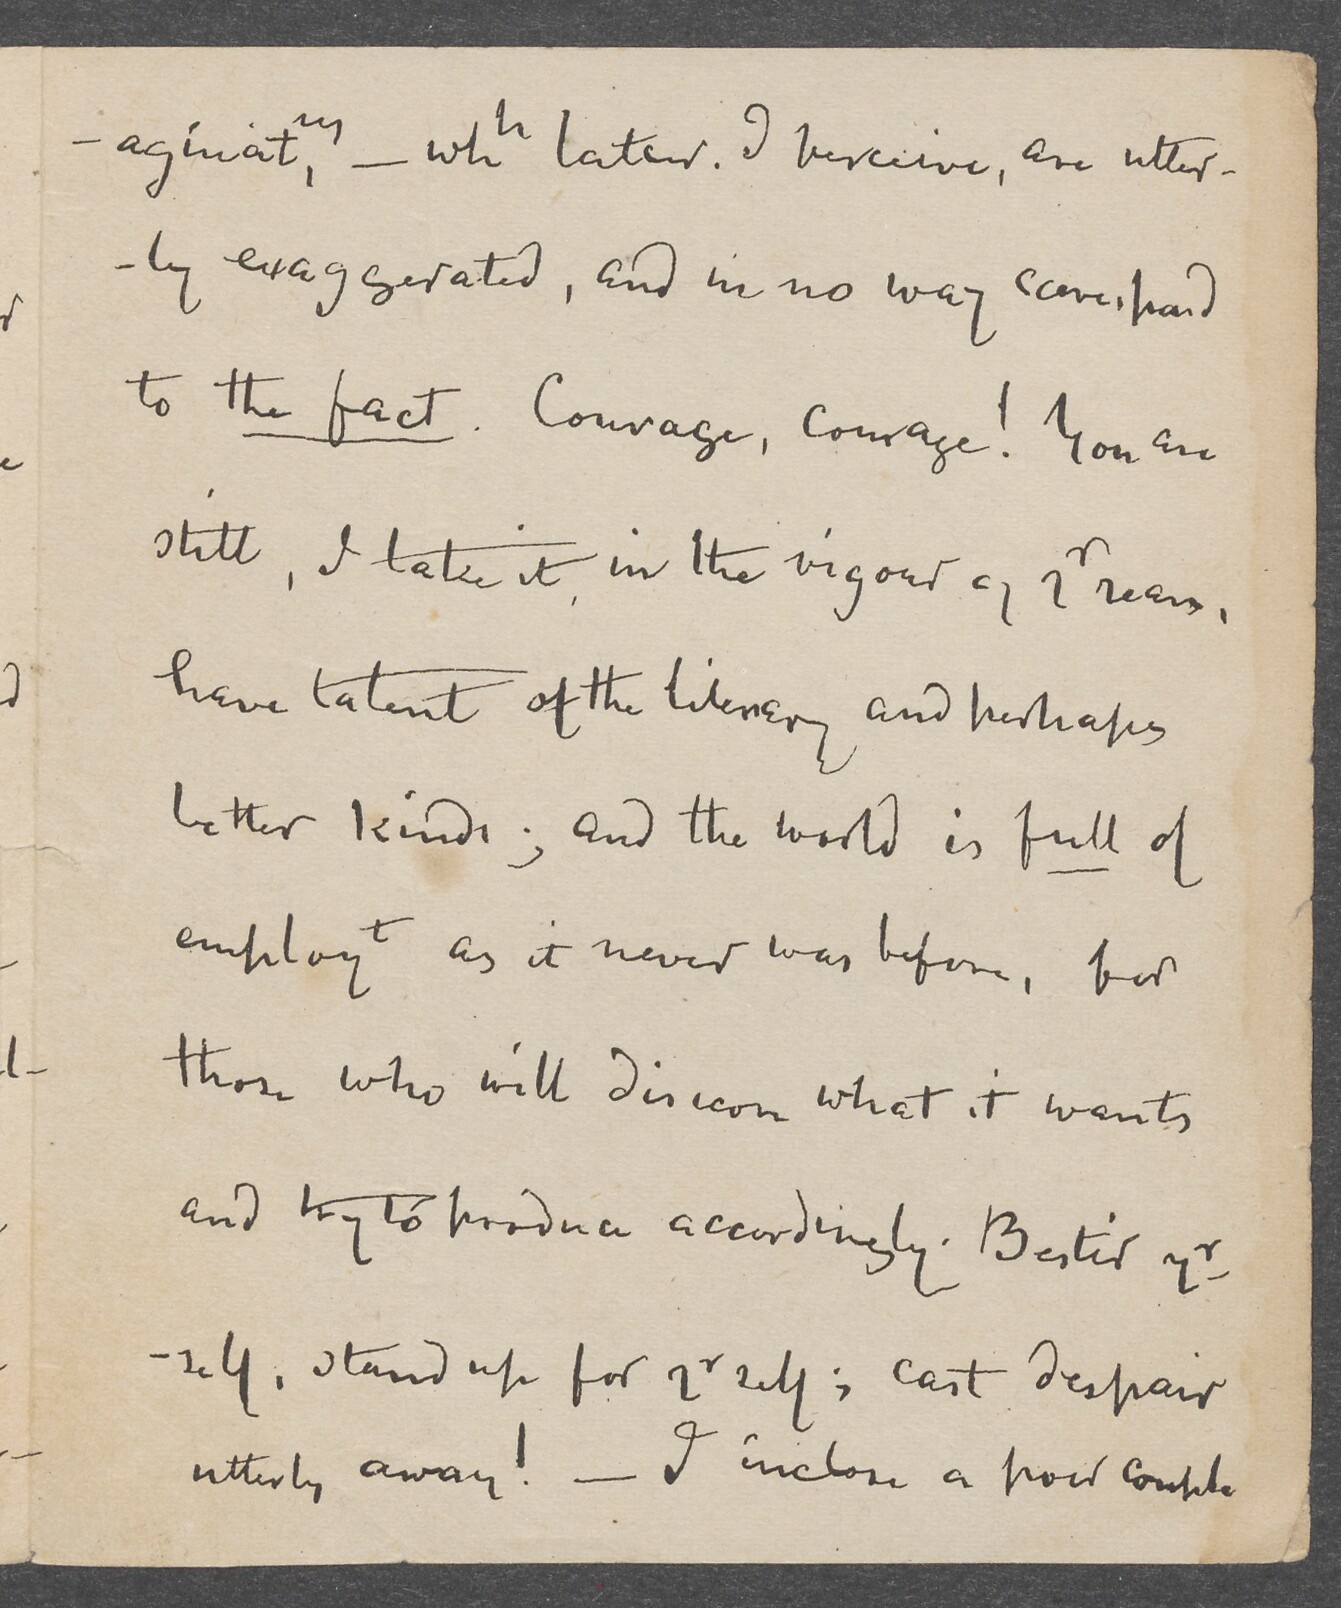 -aginat^ns, — wh^h latter, I perceive, are utter-
-ly exaggerated, and in no way correspond
to the fact. Courage, courage! You are
still, I take it, in the vigour of y^r years,
have talent of the literary and perhaps
better kinds; and the world is full of
employ^t as it never was before, for
those who will discern what it wants
and try to produce accordingly. Bestir y^r-
-self, stand up for y^r self; cast despair
utterly away! — I inclose a poor couple